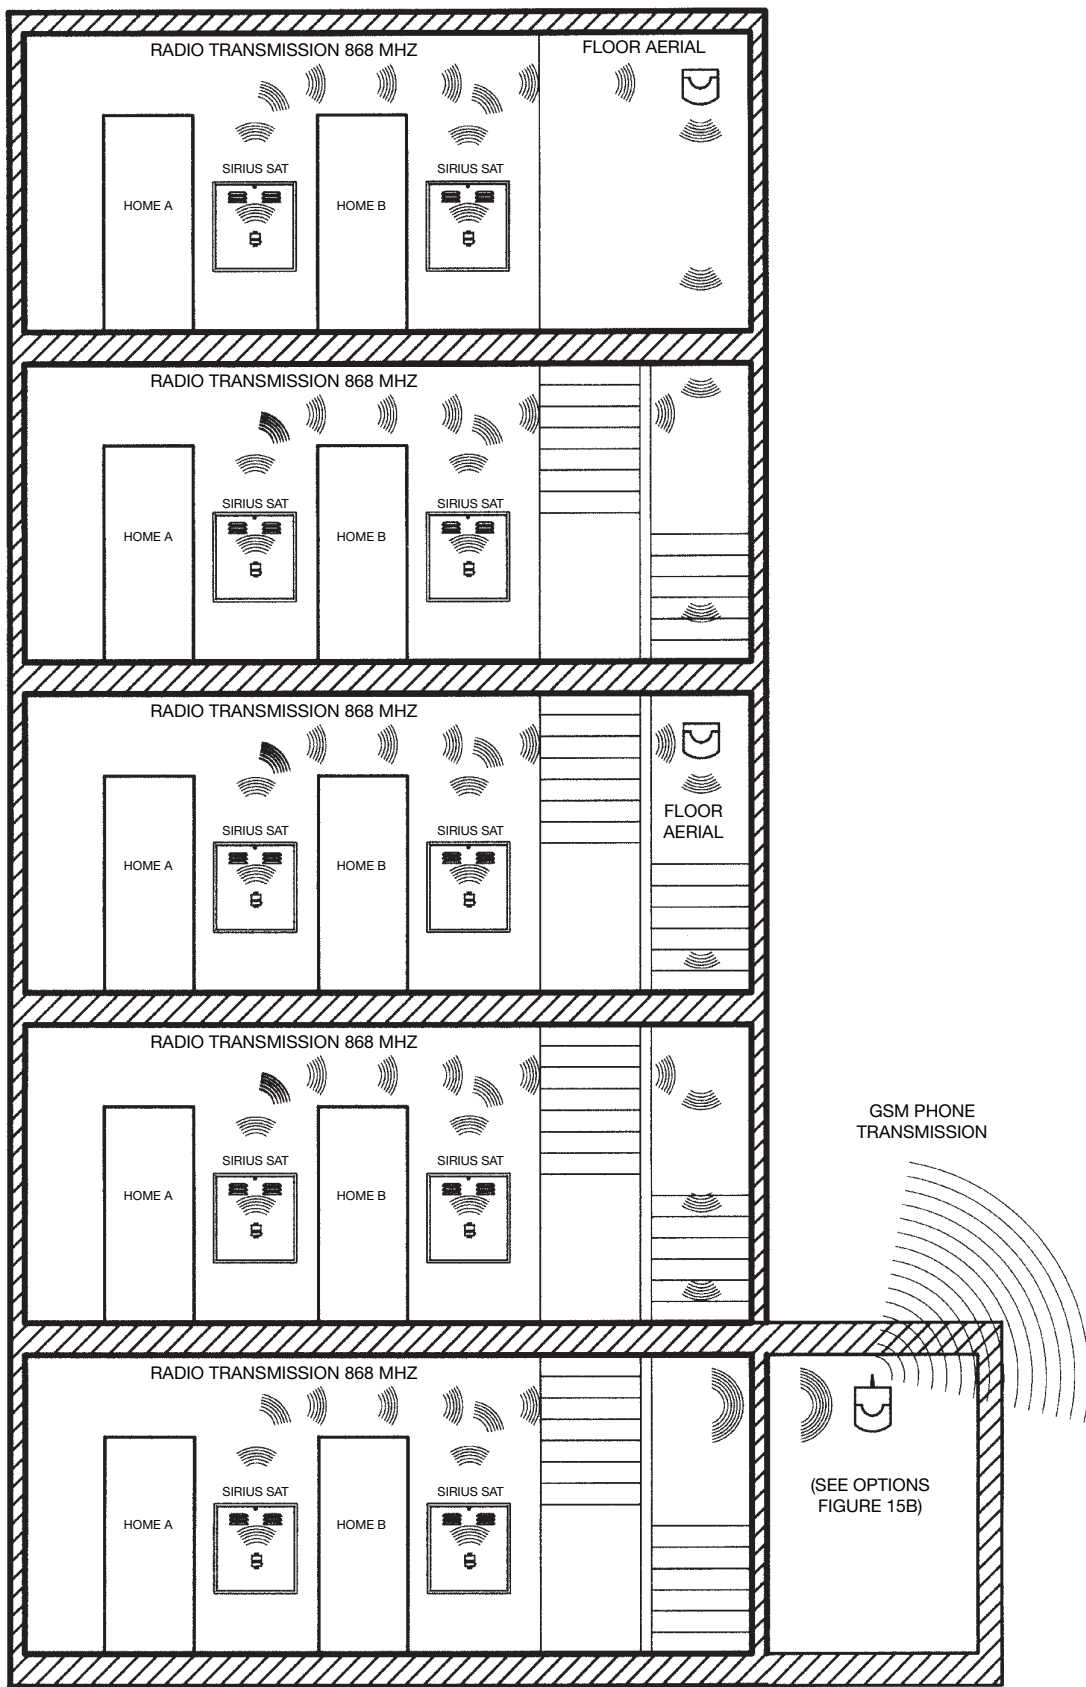 RADIO TRANSMISSION 868 MHZ
FLOOR AERIAL
SIRIUS SAT
SIRIUS SAT
HOME A
HOME B
RADIO TRANSMISSION 868 MHZ
SIRIUS SAT
SIRIUS SAT
HOME A
HOME B
RADIO TRANSMISSION 868 MHZ
FLOOR
AERIAL
SIRIUS SAT
SIRIUS SAT
HOME A
HOME B
RADIO TRANSMISSION 868 MHZ
GSM PHONE
TRANSMISSION
SIRIUS SAT
SIRIUS SAT
HOME A
HOME B
RADIO TRANSMISSION 868 MHZ
(SEE OPTIONS
FIGURE 15B)
SIRIUS SAT
SIRIUS SAT
HOME A
HOME B